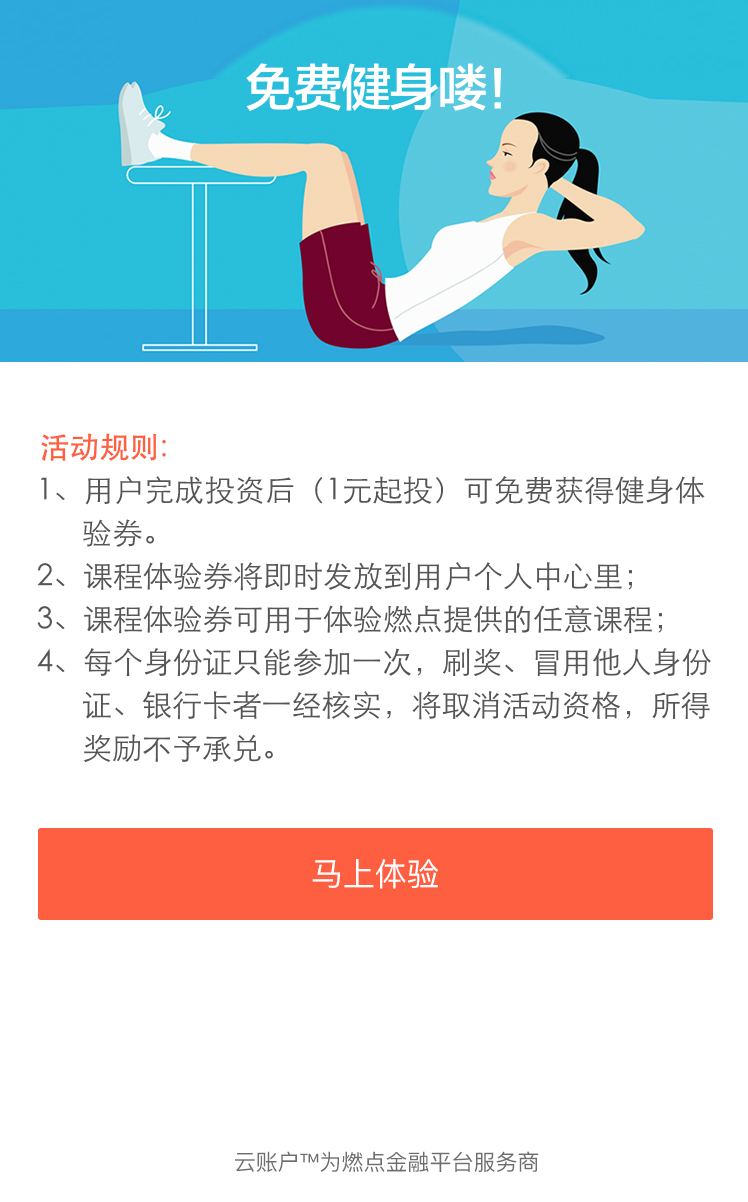 免费健身喽！
活动规则:
1、用户完成投资后（1元起投）可免费获得健身体
验券。
2、课程体验券将即时发放到用户个人中心里；
3、课程体验券可用于体验燃点提供的任意课程；
4、每个身份证只能参加一次，刷奖、冒用他人身份
证、银行卡者一经核实，将取消活动资格，所得
奖励不予承兑。
马上体验
云账户™为燃点金融平台服务商